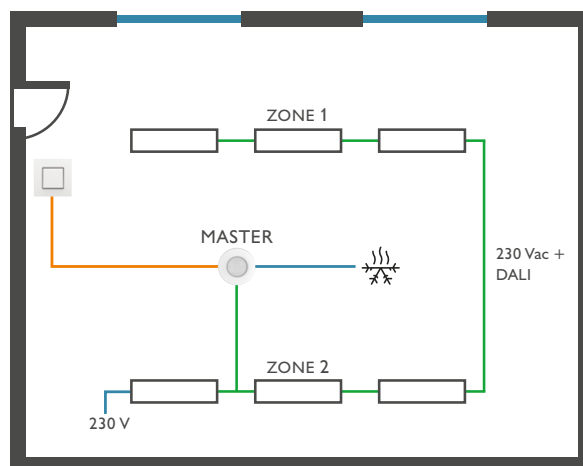 ZONE 1
MASTER
230 Vac +
DALI
ZONE 2
230 V